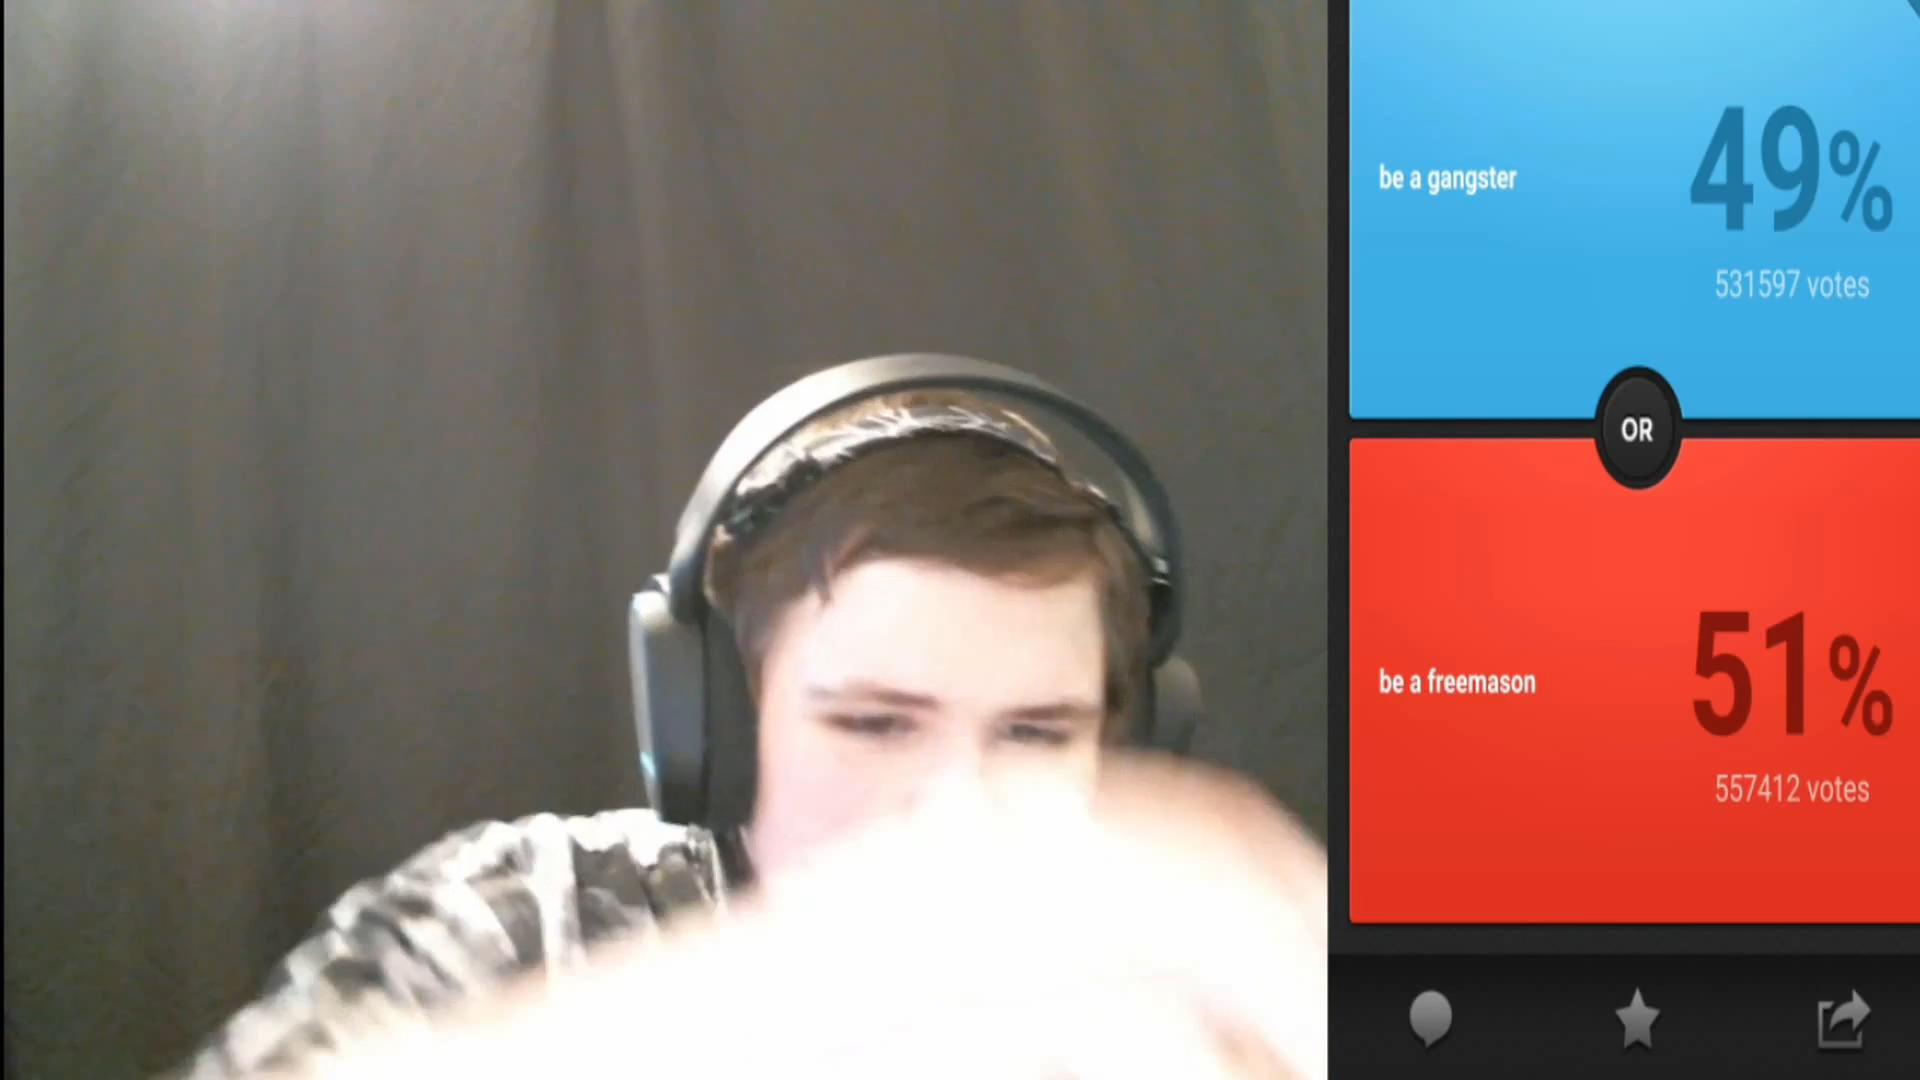 be a gangster
49%
531597 votes
OR
be a freemason
51%
557412 votes